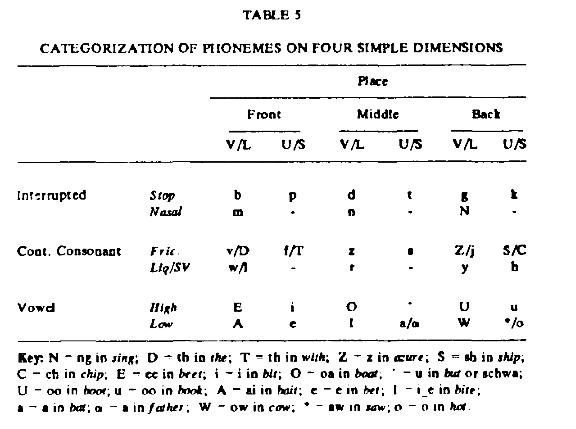 TABLE 5
CATEGORIZATION OF PHONEMES ON FOUR SIMPLE DIMENSIONS
Place
Front Middle Back
V/L U/S V/L U/S V/L U/S
Interrupted Stop b p d t g k
Nasal m - n - N -
Cont. Consonant Fric. v/D f/T z s Z/j S/C
Liq/SV w/l - r - y h
Vowel High E i O ˆ U u
Low A e I a/α W */o
Key: N = ng in sing; D = th in the; T = th in with; Z = z in azure; S = sh in ship;
C = ch in chip; E = ee in beet; i = i in bit; O = oa in boat; ˆ = u in but or schwa;
U = oo in boot; u = oo in book; A = ai in bait; e = e in bet; I = i_e in bite;
a = a in bat; α = a in father; W = ow in cow; * = aw in saw; o = o in hot.